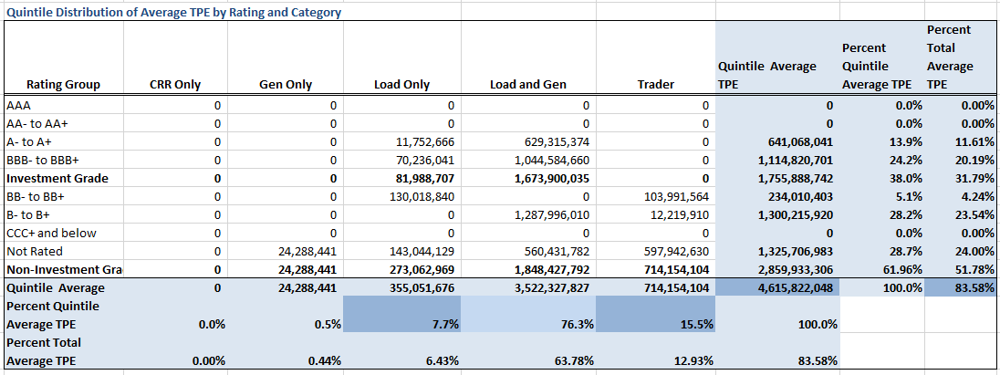 Quintile Distribution of Average TPE by Rating and Category
Rating Group CRR Only Gen Only Load Only Load and Gen Trader Quintile Average TPE Percent Quintile Average TPE Percent Total Average TPE
AAA 0 0 0 0 0 0 0.0% 0.00%
AA- to AA+ 0 0 0 0 0 0 0.0% 0.00%
A- to A+ 0 0 11,752,666 629,315,374 0 641,068,041 13.9% 11.61%
BBB- to BBB+ 0 0 70,236,041 1,044,584,660 0 1,114,820,701 24.2% 20.19%
Investment Grade 0 0 81,988,707 1,673,900,035 0 1,755,888,742 38.0% 31.79%
BB- to BB+ 0 0 130,018,840 0 103,991,564 234,010,403 5.1% 4.24%
B- to B+ 0 0 0 1,287,996,010 12,219,910 1,300,215,920 28.2% 23.54%
CCC+ and below 0 0 0 0 0 0 0.0% 0.00%
Not Rated 0 24,288,441 143,044,129 560,431,782 597,942,630 1,325,706,983 28.7% 24.00%
Non-Investment Gra 0 24,288,441 273,062,969 1,848,427,792 714,154,104 2,859,933,306 61.96% 51.78%
Quintile Average 0 24,288,441 355,051,676 3,522,327,827 714,154,104 4,615,822,048 100.0% 83.58%
Percent Quintile
Average TPE 0.0% 0.5% 7.7% 76.3% 15.5% 100.0%
Percent Total
Average TPE 0.00% 0.44% 6.43% 63.78% 12.93% 83.58%